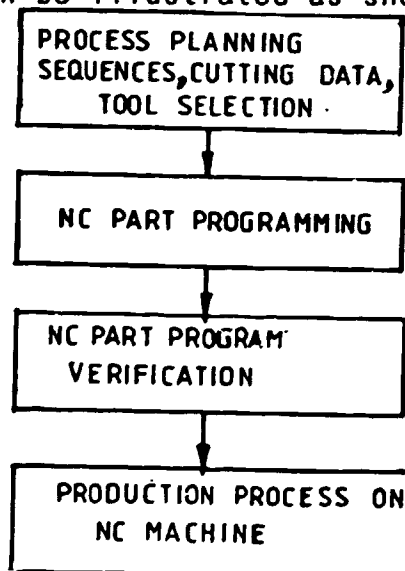 PROCESS PLANNING
SEQUENCES,CUTTING DATA,
TOOL SELECTION
NC PART PROGRAMMING
NC PART PROGRAM
VERIFICATION
PRODUCTION PROCESS ON
NC MACHINE